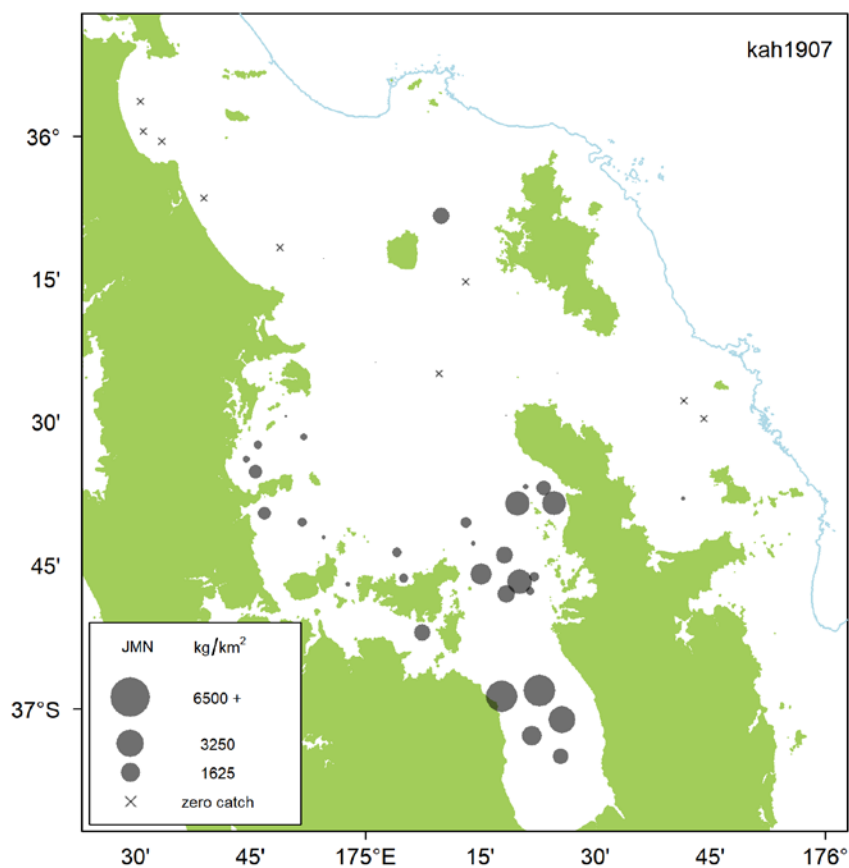 kah1907
36°
15'
30'
45'
37°S
JMN kg/km²
6500 +
3250
1625
zero catch
30' 45' 175°E 15' 30' 45' 176°